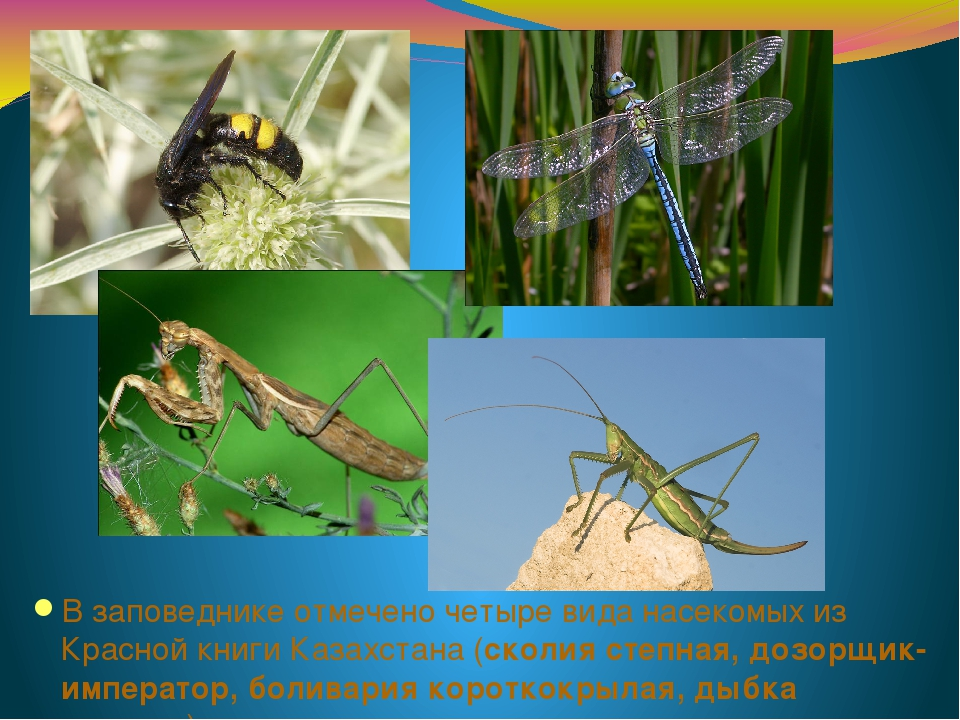 В заповеднике отмечено четыре вида насекомых из
Красной книги Казахстана (сколия степная, дозорщик-
император, боливария короткокрылая, дыбка